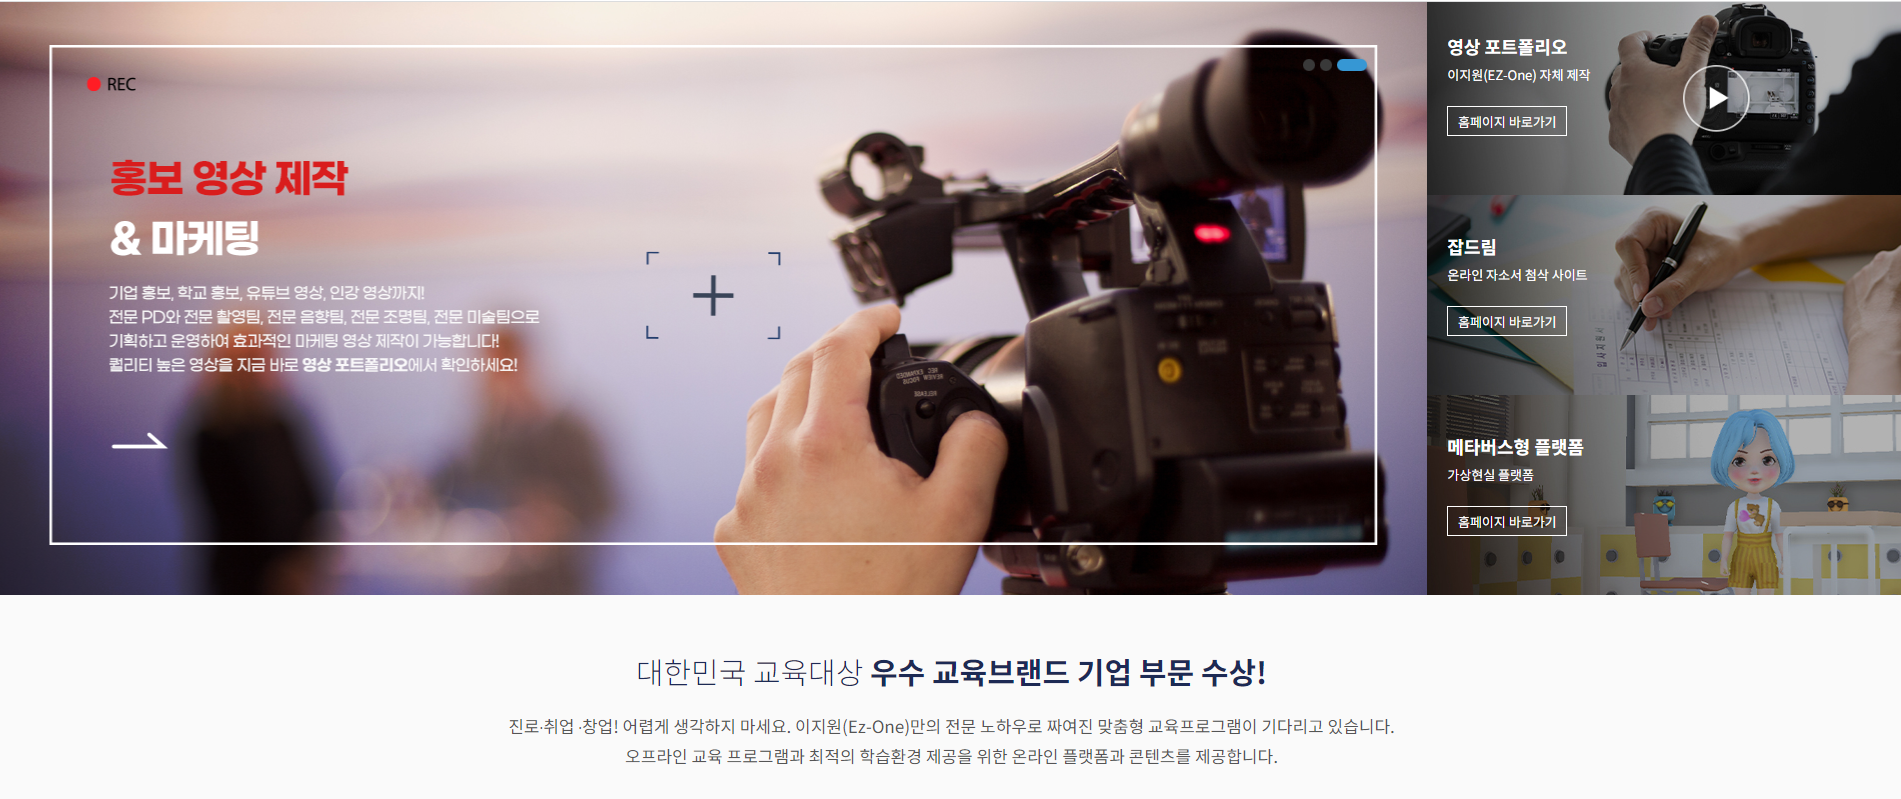 REC
홍보 영상 제작
& 마케팅
기업 홍보, 학교 홍보, 유튜브 영상, 인강 영상까지!
전문 PD와 전문 촬영팀, 전문 음향팀, 전문 조명팀, 전문 미술팀으로
기획하고 운영하여 효과적인 마케팅 영상 제작이 가능합니다!
퀄리티 높은 영상을 지금 바로 영상 포트폴리오에서 확인하세요!
영상 포트폴리오
이지원(EZ-One) 자체 제작
홈페이지 바로가기
잡드림
온라인 자소서 첨삭 사이트
홈페이지 바로가기
메타버스형 플랫폼
가상현실 플랫폼
홈페이지 바로가기
대한민국 교육대상 우수 교육브랜드 기업 부문 수상!
진로·취업 ·창업! 어렵게 생각하지 마세요. 이지원(Ez-One)만의 전문 노하우로 짜여진 맞춤형 교육프로그램이 기다리고 있습니다.
오프라인 교육 프로그램과 최적의 학습환경 제공을 위한 온라인 플랫폼과 콘텐츠를 제공합니다.